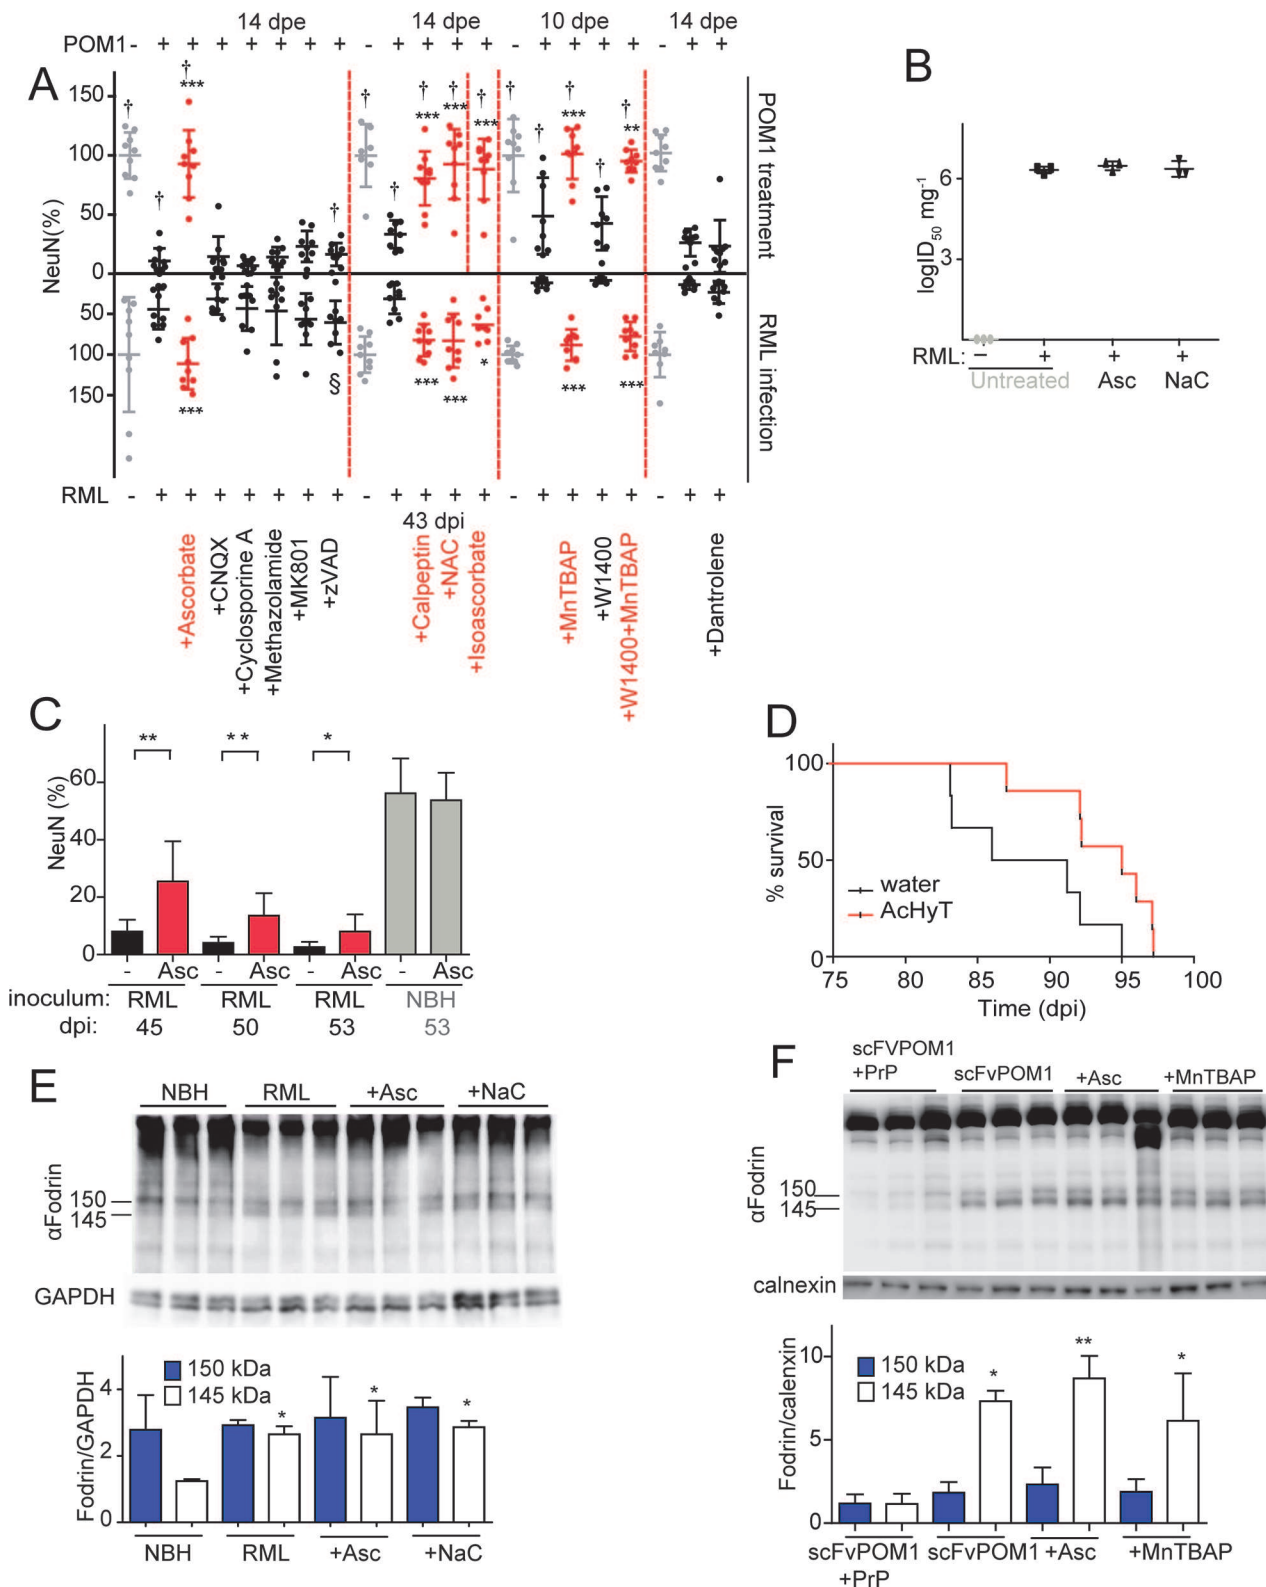 A
14 dpe 14 dpe 10 dpe 14 dpe
POM1 - + + + + + + + - + + + + - + + + + - + +
† † *** † † † † *** † *** † *** † † † *** † † **
150
100
50
0
50
100
150
NeuN(%)
POM1 treatment
RML infection
*** § *** *** * *** ***
RML - + + + + + + + - + + + + - + + + + - + +
43 dpi
+Ascorbate
+CNQX
+Cyclosporine A
+Methazolamide
+MK801
+zVAD
+Calpeptin
+NAC
+Isoascorbate
+MnTBAP
+W1400
+W1400+MnTBAP
+Dantrolene
B
logID50 mg-1
6
3
RML: - + + +
Untreated Asc NaC
C
** ** *
NeuN (%)
60
40
20
0
- Asc - Asc - Asc - Asc
inoculum: RML RML RML NBH
dpi: 45 50 53 53
D
% survival
100
50
0
water
AcHyT
75 80 85 90 95 100
Time (dpi)
E
NBH RML +Asc +NaC
αFodrin
150
145
GAPDH
Fodrin/GAPDH
4
2
0
150 kDa
145 kDa
* * *
NBH RML +Asc +NaC
F
scFVPOM1
+PrP scFvPOM1 +Asc +MnTBAP
αFodrin
150
145
calnexin
Fodrin/calenxin
10
5
0
150 kDa
145 kDa
* ** *
scFvPOM1 scFvPOM1 +Asc +MnTBAP
+PrP